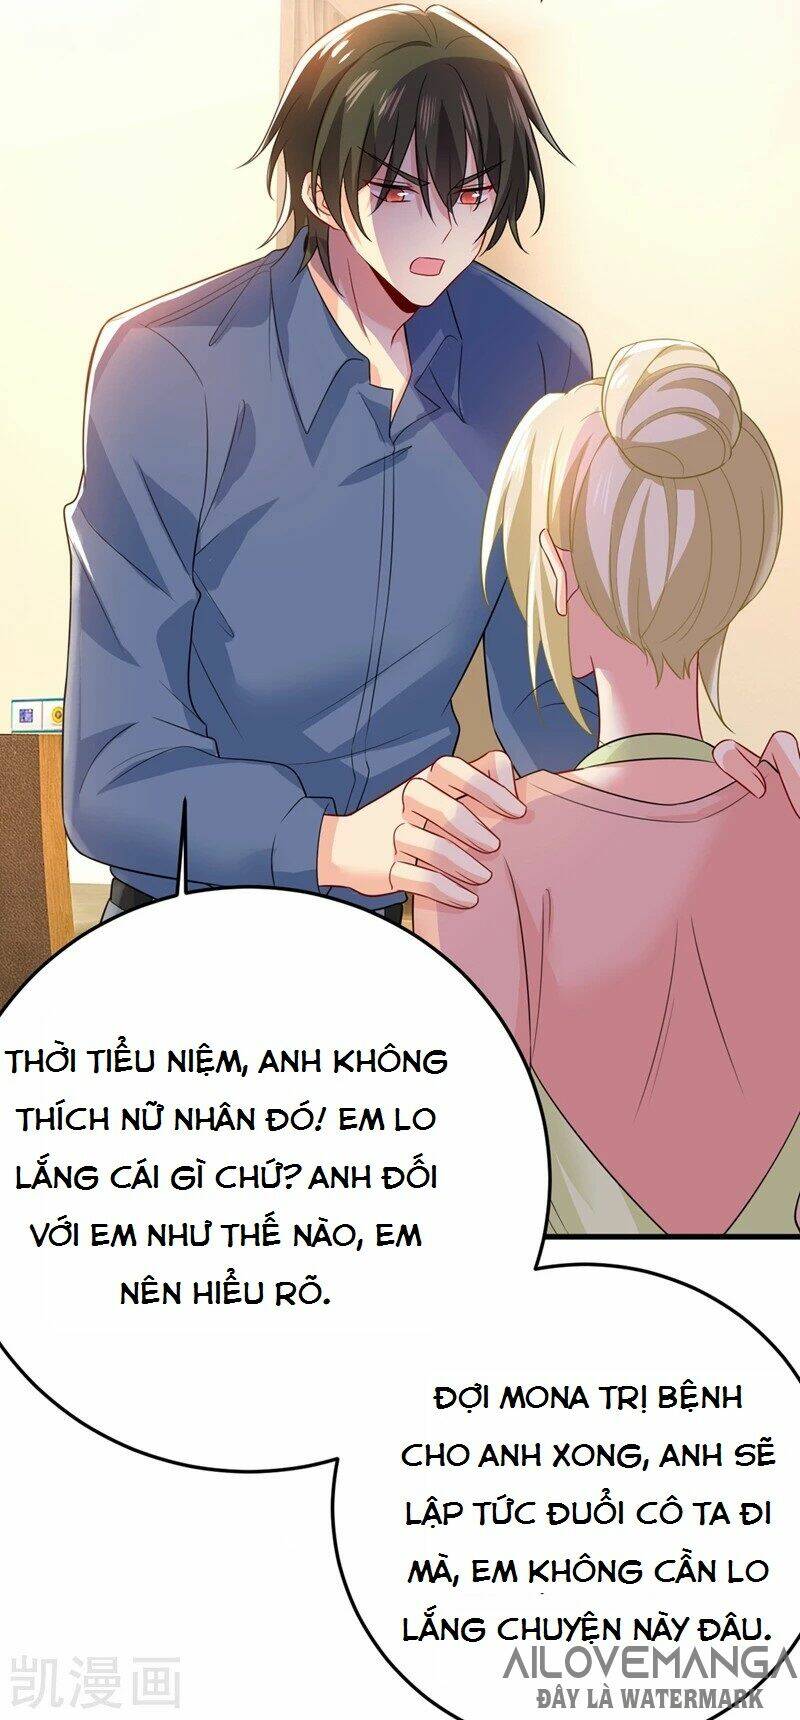 THỜI TIỂU NIỆM, ANH KHÔNG
THÍCH NỮ NHÂN ĐÓ! EM LO
LẮNG CÁI GÌ CHỨ? ANH ĐỐI
VỚI EM NHƯ THẾ NÀO, EM
NÊN HIỂU RÕ.
ĐỢI MONA TRỊ BỆNH
CHO ANH XONG, ANH SẼ
LẬP TỨC ĐUỔI CÔ TA ĐI
MÀ, EM KHÔNG CẦN LO
LẮNG CHUYỆN NÀY ĐÂU.
AILOVEMANGA
ĐÂY LÀ WATERMARK
凯漫画